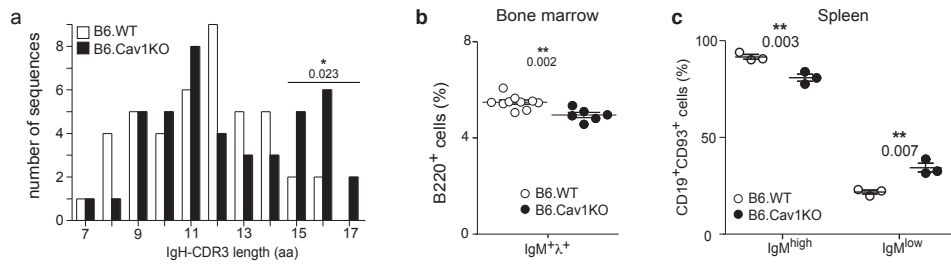 a
B6.WT
B6.Cav1KO
number of sequences
8
6
4
2
0
*
0.023
7
9
11
13
15
17
IgH-CDR3 length (aa)
b
Bone marrow
B220+ cells (%)
8
4
0
**
0.002
B6.WT
B6.Cav1KO
IgM+λ+
c
Spleen
CD19+CD93+ cells (%)
100
50
0
**
0.003
**
0.007
B6.WT
B6.Cav1KO
IgMhigh
IgMlow